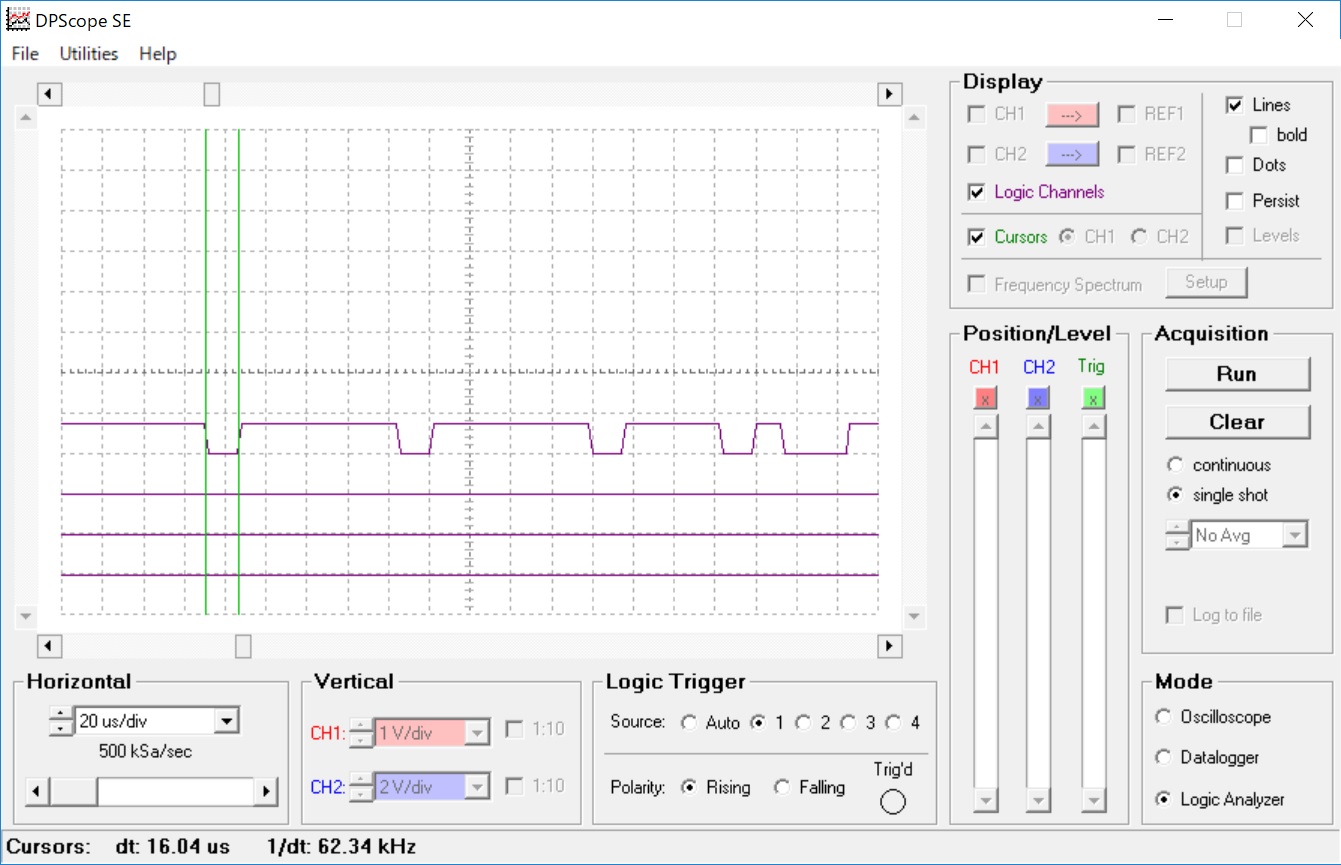 DPScope SE
File Utilities Help
Display
CH1 ---> REF1
CH2 ---> REF2
Logic Channels
Cursors CH1 CH2
Frequency Spectrum Setup
Lines
bold
Dots
Persist
Levels
Position/Level
CH1 CH2 Trig
x x x
Acquisition
Run
Clear
continuous
single shot
No Avg
Log to file
Horizontal
20 us/div
500 kSa/sec
Vertical
CH1: 1 V/div 1:10
CH2: 2 V/div 1:10
Logic Trigger
Source: Auto 1 2 3 4
Polarity: Rising Falling
Trig'd
Mode
Oscilloscope
Datalogger
Logic Analyzer
Cursors: dt: 16.04 us 1/dt: 62.34 kHz